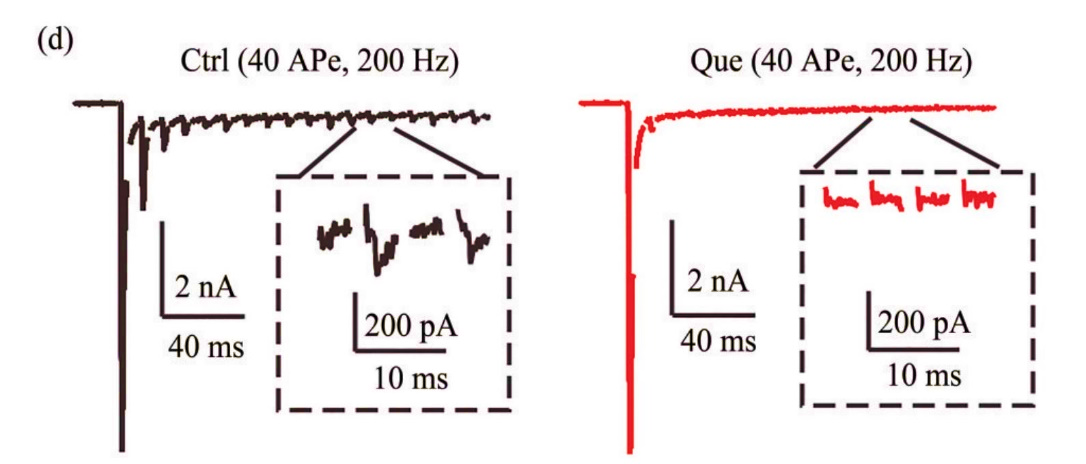 (d)
Ctrl (40 APe, 200 Hz)
2 nA
40 ms
200 pA
10 ms
Que (40 APe, 200 Hz)
2 nA
40 ms
200 pA
10 ms